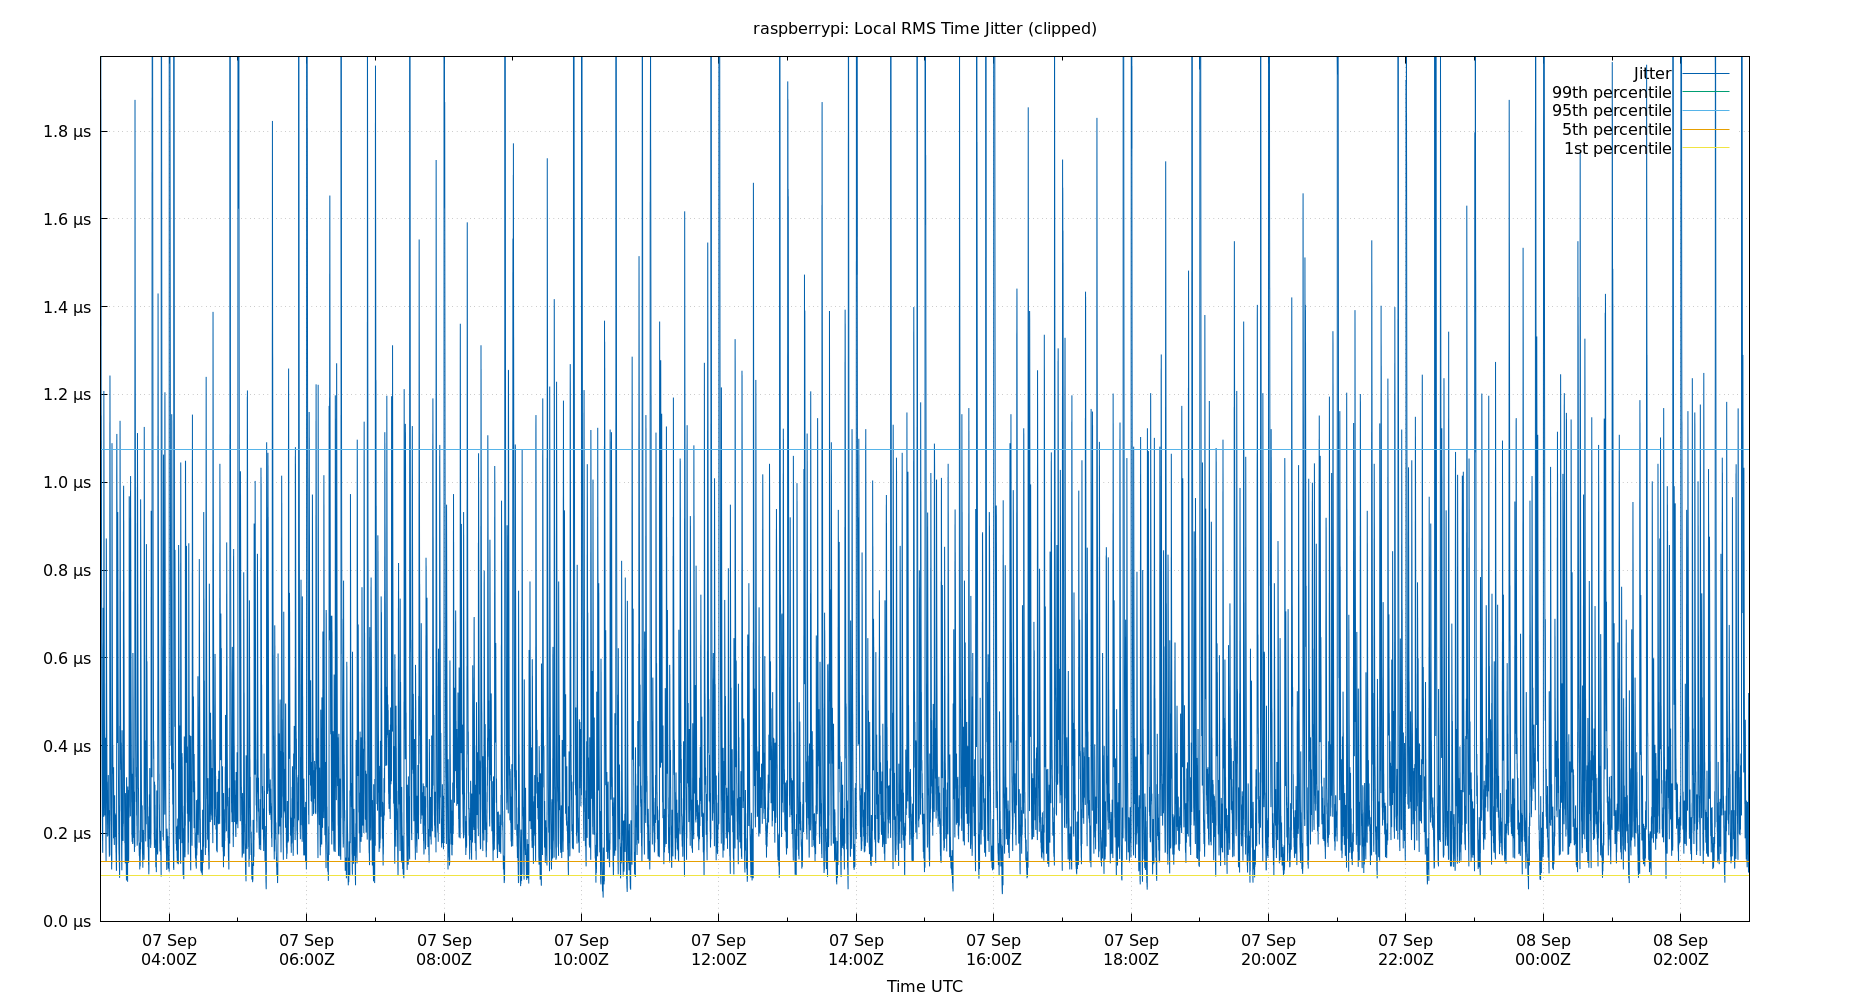 raspberrypi: Local RMS Time Jitter (clipped)
Jitter
99th percentile
95th percentile
5th percentile
1st percentile
1.8 µs
1.6 µs
1.4 µs
1.2 µs
1.0 µs
0.8 µs
0.6 µs
0.4 µs
0.2 µs
0.0 µs
07 Sep 07 Sep 07 Sep 07 Sep 07 Sep 07 Sep 07 Sep 07 Sep 07 Sep 07 Sep 08 Sep 08 Sep
04:00Z 06:00Z 08:00Z 10:00Z 12:00Z 14:00Z 16:00Z 18:00Z 20:00Z 22:00Z 00:00Z 02:00Z
Time UTC